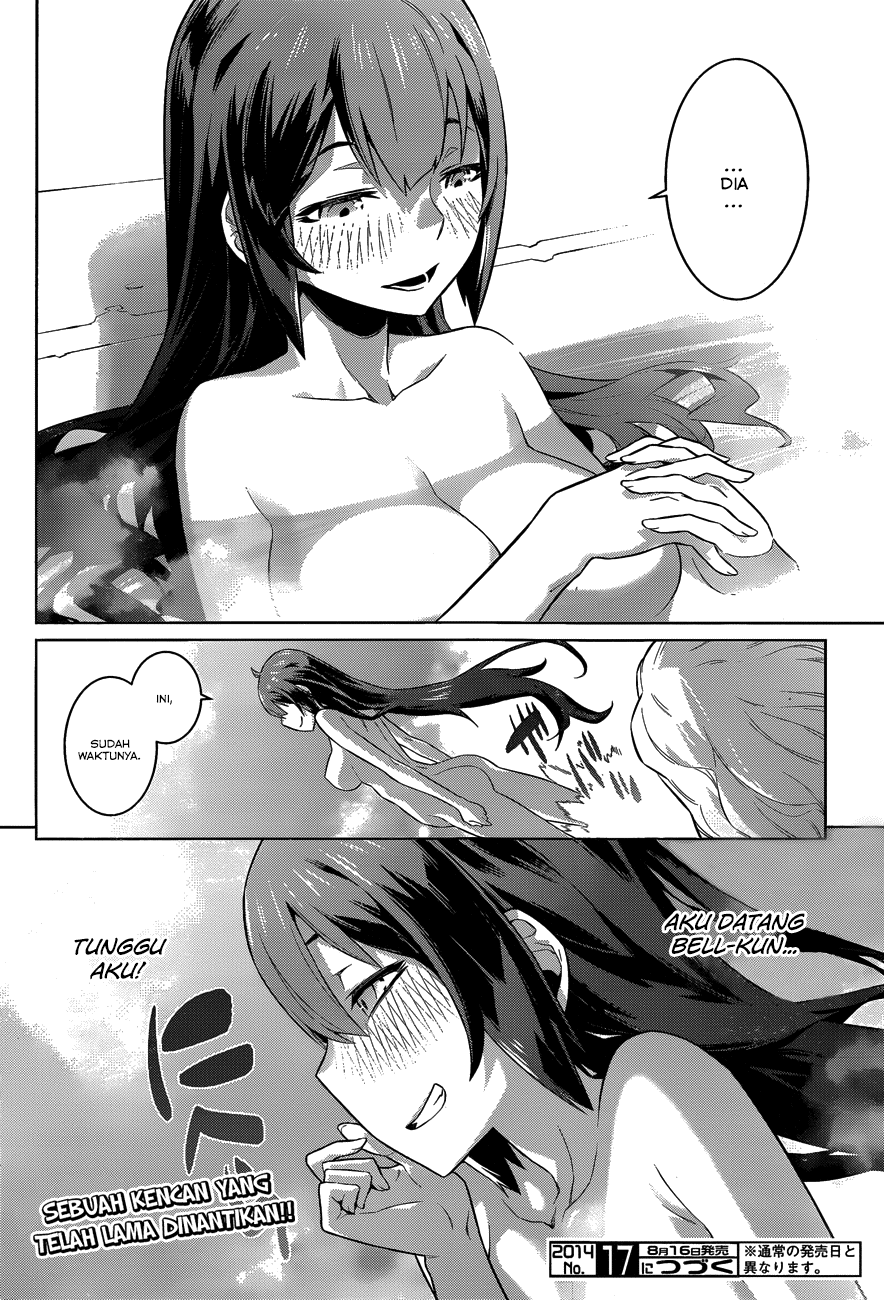 ...
DIA
...
INI,
SUDAH
WAKTUNYA.
AKU DATANG
BELL-KUN...
TUNGGU
AKU!
SEBUAH KENCAN YANG
TELAH LAMA DINANTIKAN!!
2014
No.
17
8月16日発売
につづく
※通常の発売日と
異なります。